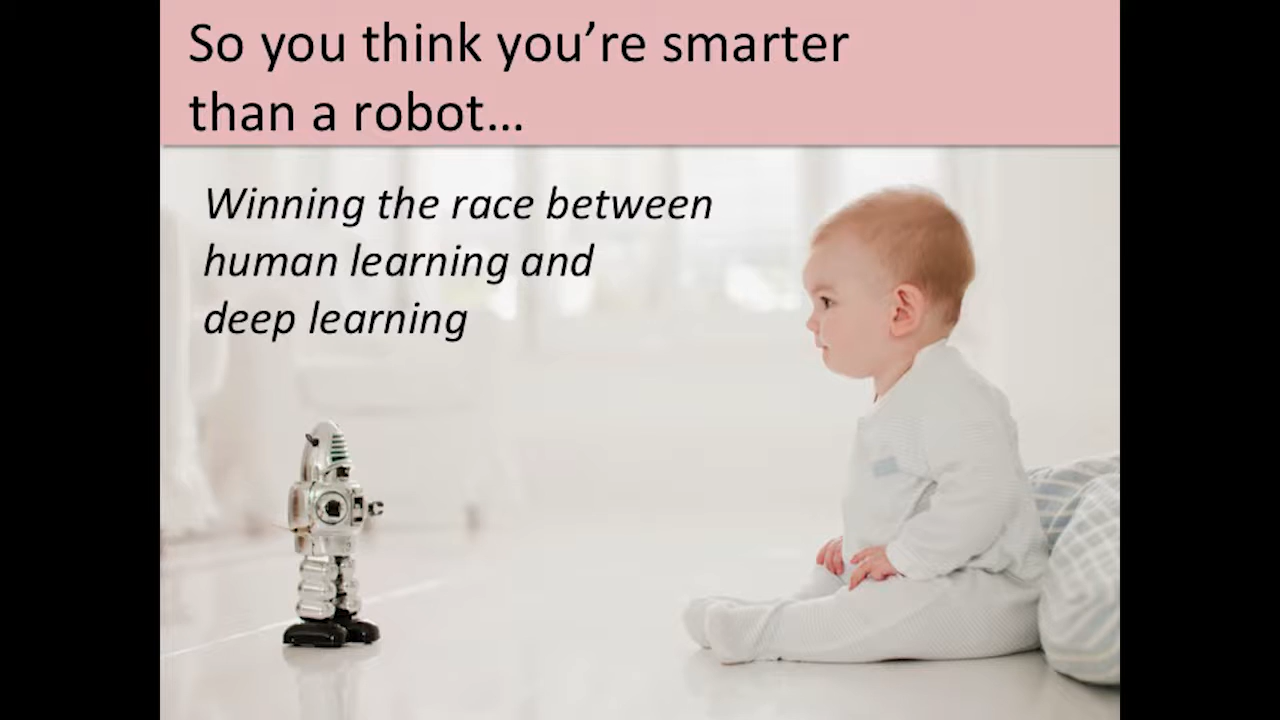 So you think you’re smarter
than a robot…
Winning the race between
human learning and
deep learning